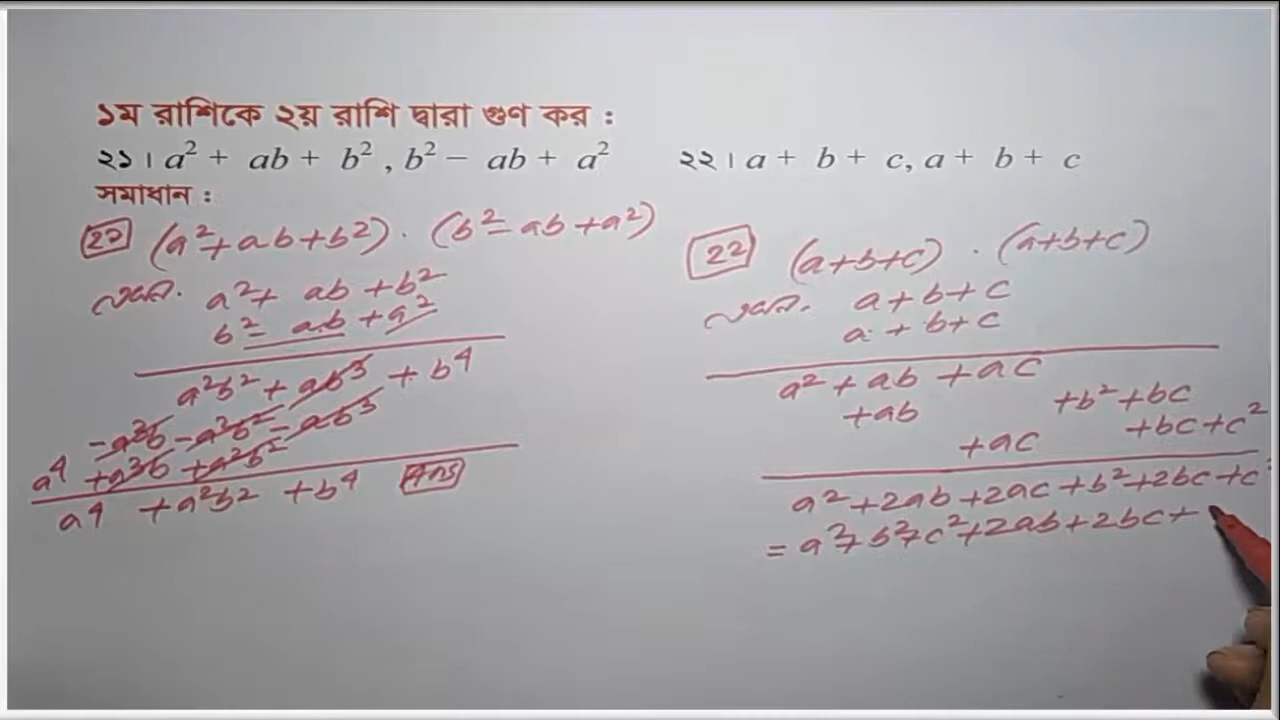 ১ম রাশিকে ২য় রাশি দ্বারা গুণ কর :
২১। a² + ab + b² , b² − ab + a²
২২। a + b + c, a + b + c
সমাধান :
২১ (a²+ab+b²) . (b²−ab+a²)
a²+ ab +b²
b²− ab +a²
a²b² + ab³ + b⁴
−a³b −a²b² − ab³
a⁴ +a³b +a²b²
a⁴ +a²b² +b⁴ Ans
২২ (a+b+c) . (a+b+c)
a+b+c
a + b+c
a²+ab +ac
+ab +b²+bc
+ac +bc+c²
a²+2ab+2ac+b²+2bc+c²
= a²+b²+c²+2ab+2bc+